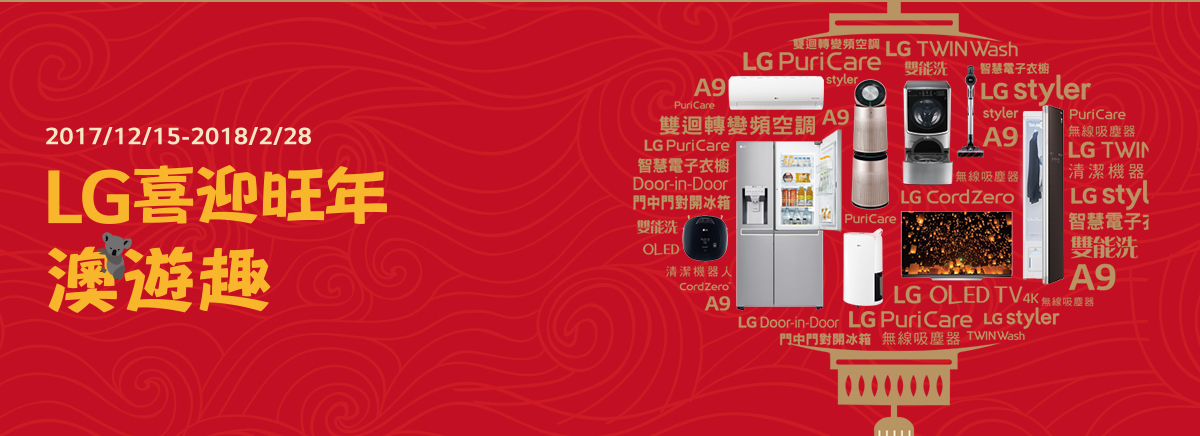 2017/12/15-2018/2/28
LG喜迎旺年
澳遊趣
雙迴轉變頻空調
LG TWINWash
LG PuriCare
雙能洗
智慧電子衣櫥
styler
A9
LG styler
PuriCare
A9
styler
PuriCare
雙迴轉變頻空調
A9
無線吸塵器
LG PuriCare
LG TWIN
智慧電子衣櫥
無線吸塵器
清潔機器
Door-in-Door
LG CordZero
LG styl
門中門對開冰箱
PuriCare
智慧電子
雙能洗
雙能洗
OLED
清潔機器人
A9
CordZero
LG OLED TV 4K
無線吸塵器
A9
LG Door-in-Door
LG PuriCare
LG styler
門中門對開冰箱
無線吸塵器
TWINWash